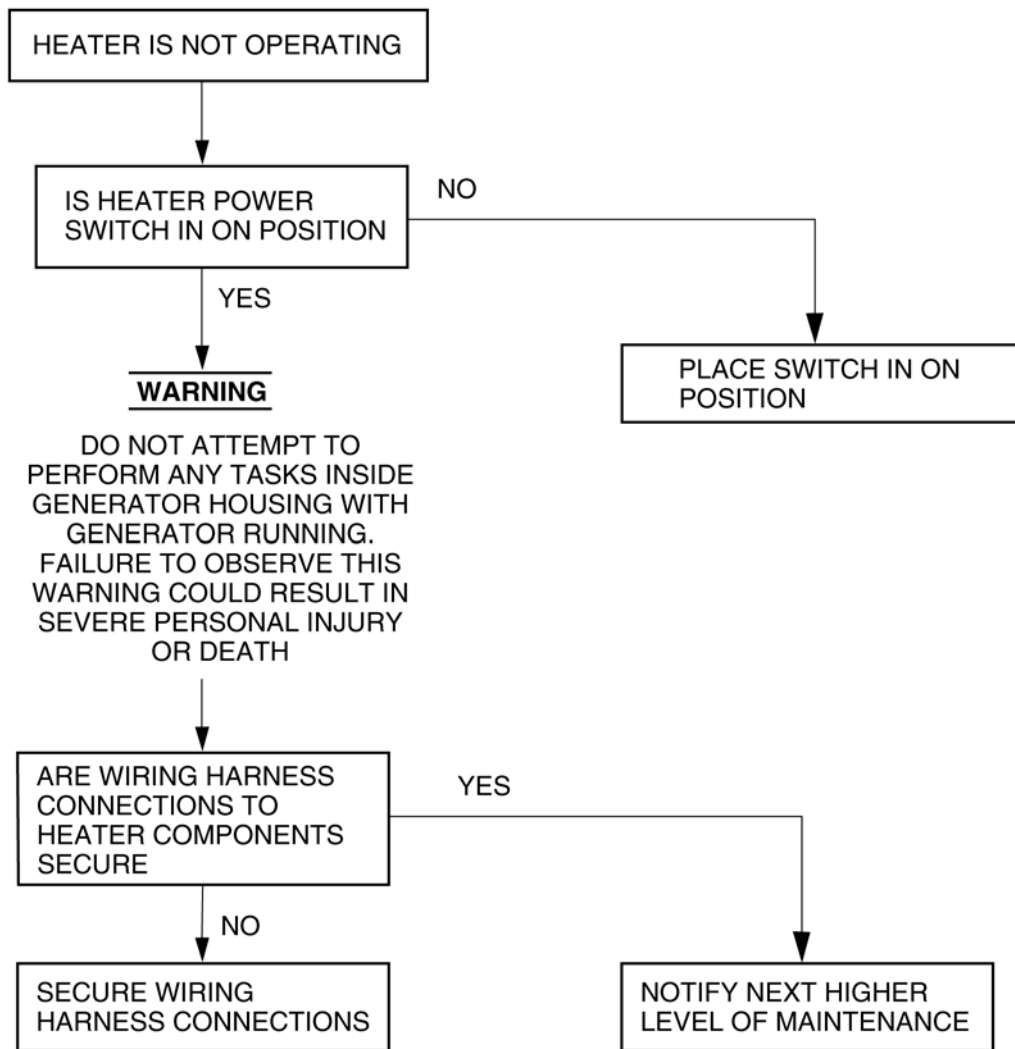 HEATER IS NOT OPERATING
IS HEATER POWER
SWITCH IN ON POSITION
NO
YES
PLACE SWITCH IN ON
POSITION
WARNING
DO NOT ATTEMPT TO
PERFORM ANY TASKS INSIDE
GENERATOR HOUSING WITH
GENERATOR RUNNING.
FAILURE TO OBSERVE THIS
WARNING COULD RESULT IN
SEVERE PERSONAL INJURY
OR DEATH
ARE WIRING HARNESS
CONNECTIONS TO
HEATER COMPONENTS
SECURE
YES
NO
SECURE WIRING
HARNESS CONNECTIONS
NOTIFY NEXT HIGHER
LEVEL OF MAINTENANCE